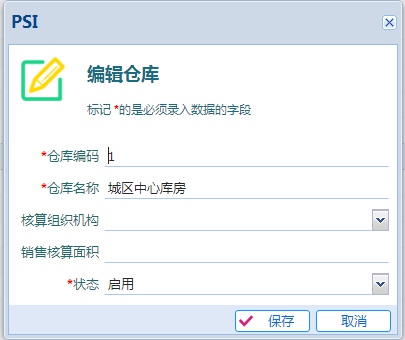 PSI
编辑仓库
标记 *的是必须录入数据的字段
*仓库编码 1
*仓库名称 城区中心库房
核算组织机构
销售核算面积
*状态 启用
保存 取消